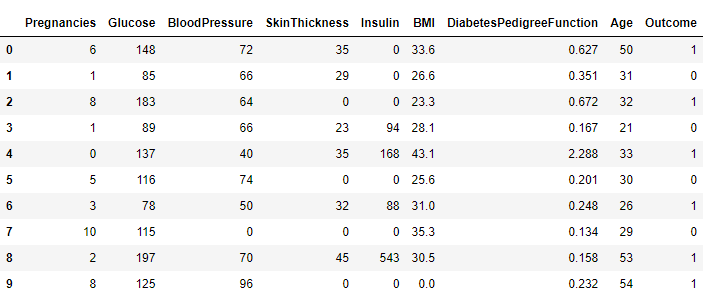 Pregnancies Glucose BloodPressure SkinThickness Insulin BMI DiabetesPedigreeFunction Age Outcome
0 6 148 72 35 0 33.6 0.627 50 1
1 1 85 66 29 0 26.6 0.351 31 0
2 8 183 64 0 0 23.3 0.672 32 1
3 1 89 66 23 94 28.1 0.167 21 0
4 0 137 40 35 168 43.1 2.288 33 1
5 5 116 74 0 0 25.6 0.201 30 0
6 3 78 50 32 88 31.0 0.248 26 1
7 10 115 0 0 0 35.3 0.134 29 0
8 2 197 70 45 543 30.5 0.158 53 1
9 8 125 96 0 0 0.0 0.232 54 1